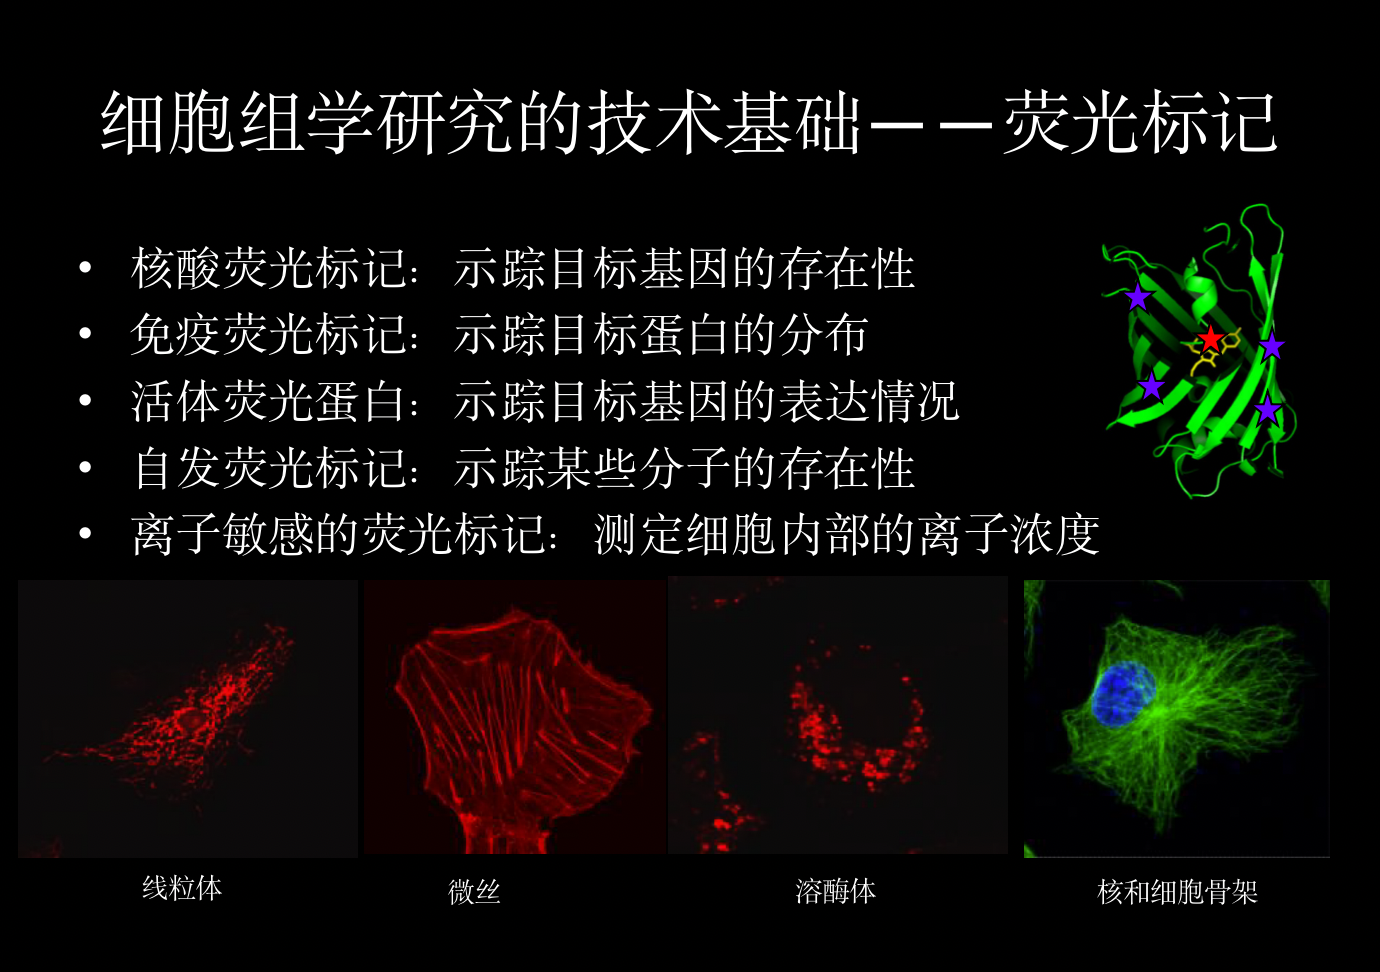 细胞组学研究的技术基础——荧光标记
• 核酸荧光标记：示踪目标基因的存在性
• 免疫荧光标记：示踪目标蛋白的分布
• 活体荧光蛋白：示踪目标基因的表达情况
• 自发荧光标记：示踪某些分子的存在性
• 离子敏感的荧光标记：测定细胞内部的离子浓度
线粒体
微丝
溶酶体
核和细胞骨架